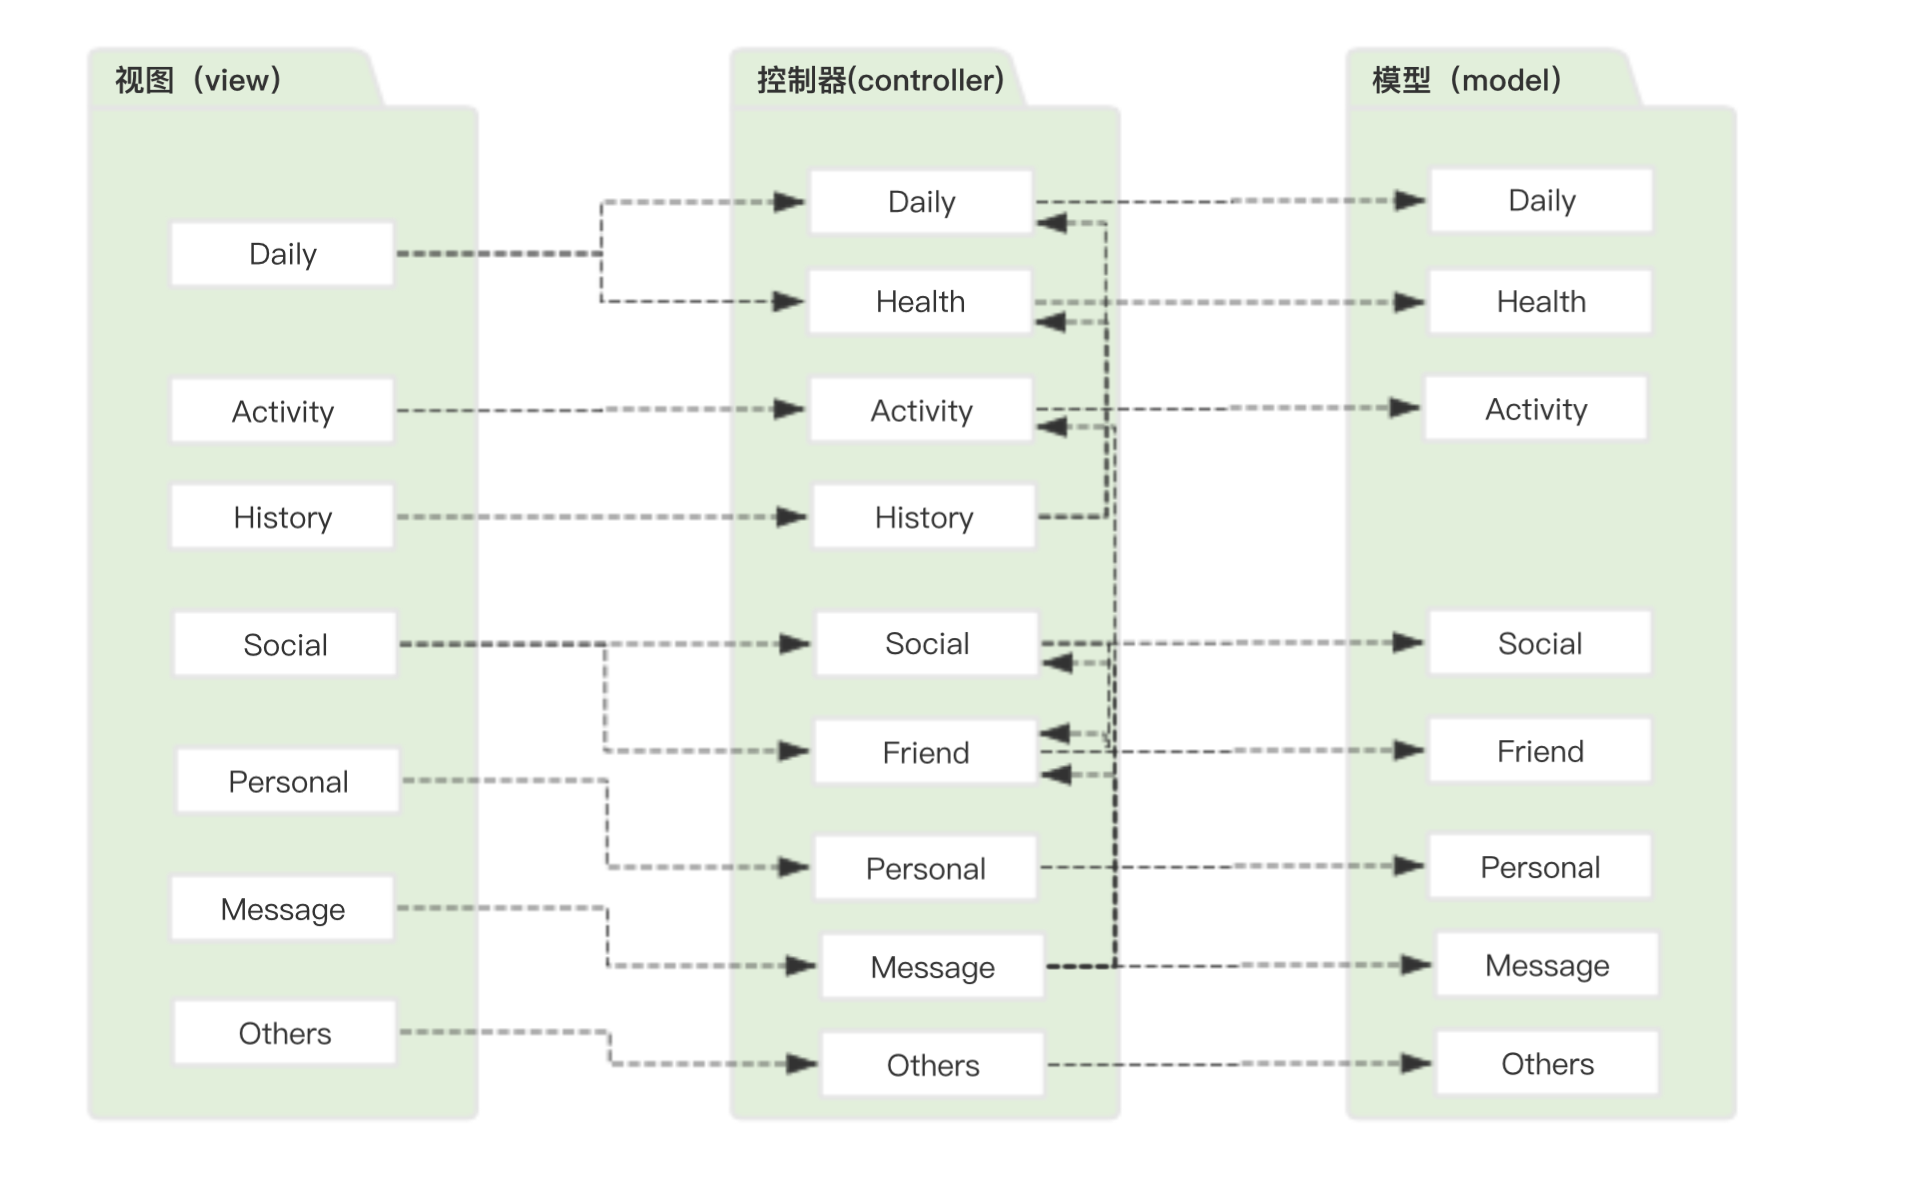 视图（view）
Daily
Activity
History
Social
Personal
Message
Others
控制器(controller)
Daily
Health
Activity
History
Social
Friend
Personal
Message
Others
模型（model）
Daily
Health
Activity
Social
Friend
Personal
Message
Others